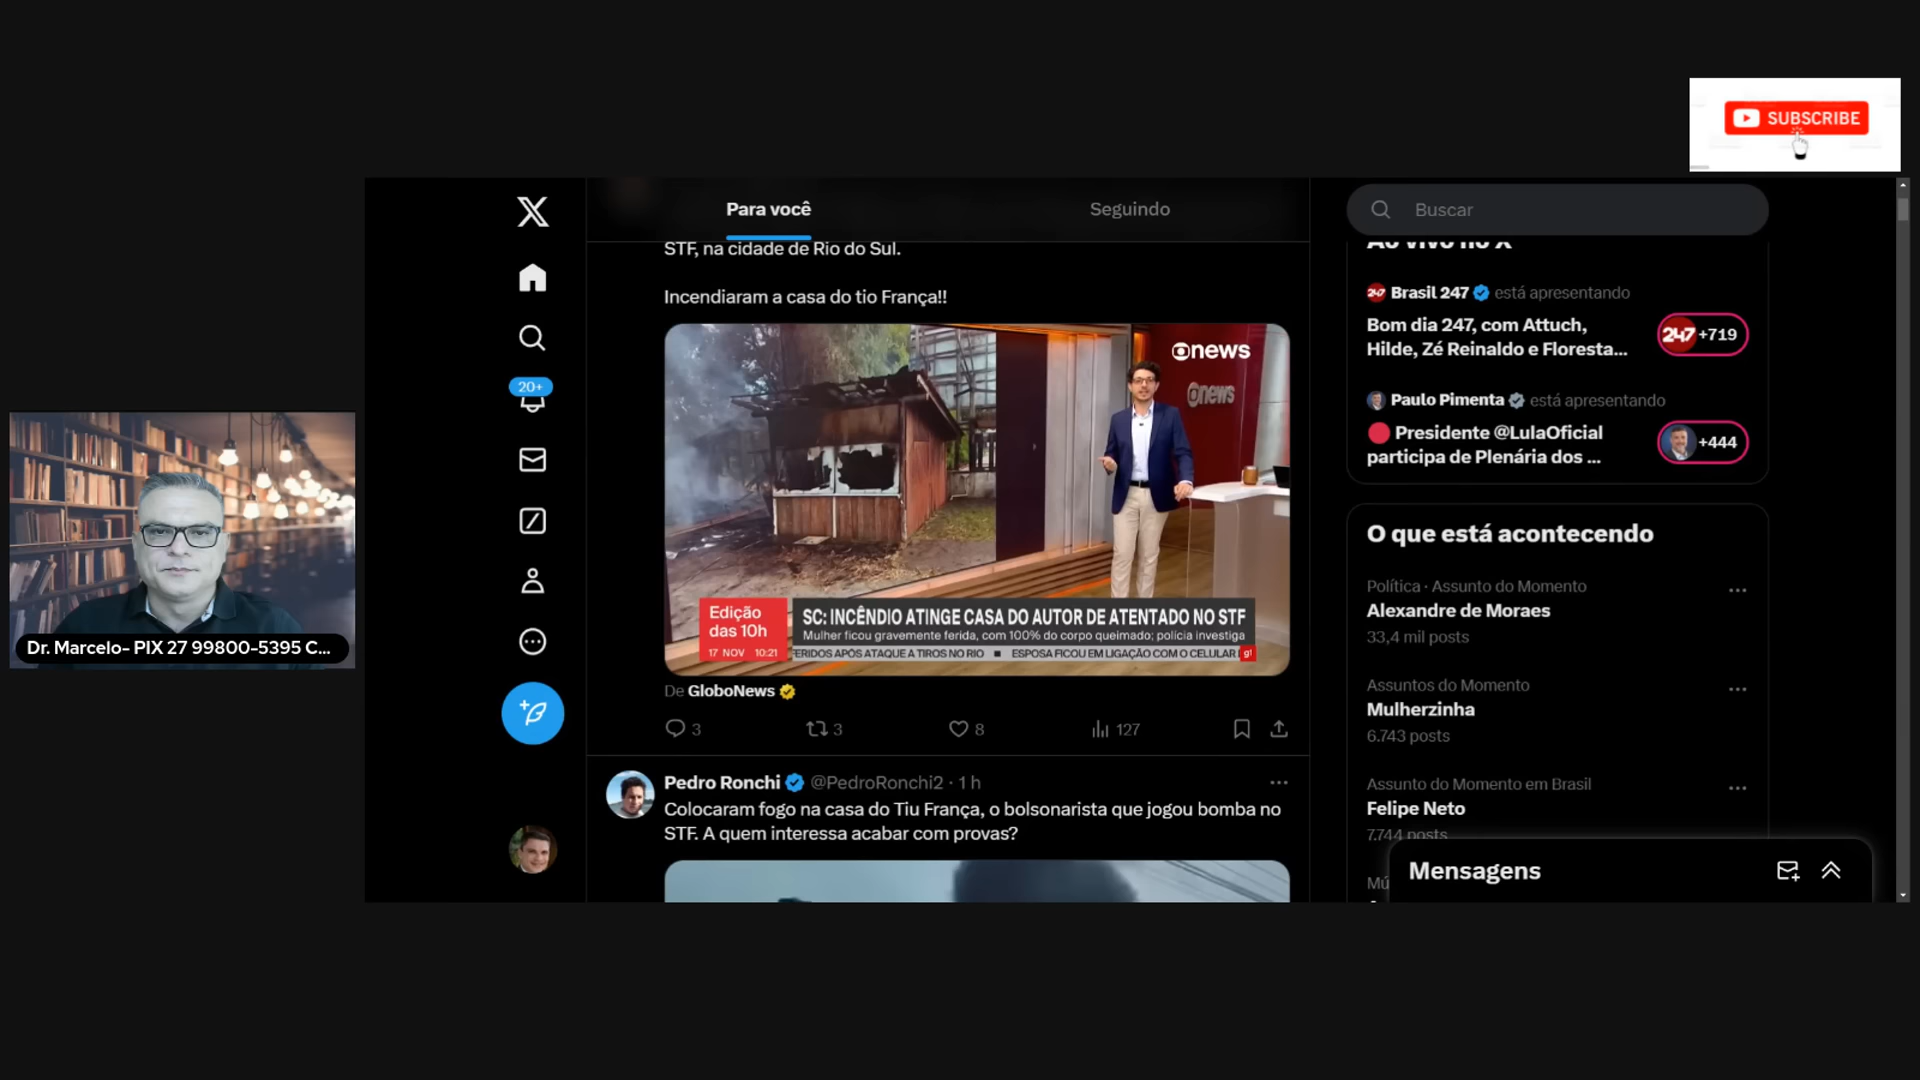 SUBSCRIBE
Para você
Seguindo
Buscar
STF, na cidade de Rio do Sul.
Incendiaram a casa do tio França!!
news
news
Edição
das 10h
17 NOV 10:21
SC: INCÊNDIO ATINGE CASA DO AUTOR DE ATENTADO NO STF
Mulher ficou gravemente ferida, com 100% do corpo queimado; polícia investiga
FERIDOS APÓS ATAQUE A TIROS NO RIO ■ ESPOSA FICOU EM LIGAÇÃO COM O CELULAR
g1
De GloboNews
3
3
8
127
Pedro Ronchi @PedroRonchi2 · 1 h
Colocaram fogo na casa do Tiu França, o bolsonarista que jogou bomba no
STF. A quem interessa acabar com provas?
20+
Dr. Marcelo- PIX 27 99800-5395 C...
Ao vivo no X
247 Brasil 247 está apresentando
Bom dia 247, com Attuch,
Hilde, Zé Reinaldo e Floresta...
247 +719
Paulo Pimenta está apresentando
Presidente @LulaOficial
participa de Plenária dos ...
+444
O que está acontecendo
Política · Assunto do Momento
Alexandre de Moraes
33,4 mil posts
Assuntos do Momento
Mulherzinha
6.743 posts
Assunto do Momento em Brasil
Felipe Neto
7.744 posts
Mú
Mensagens